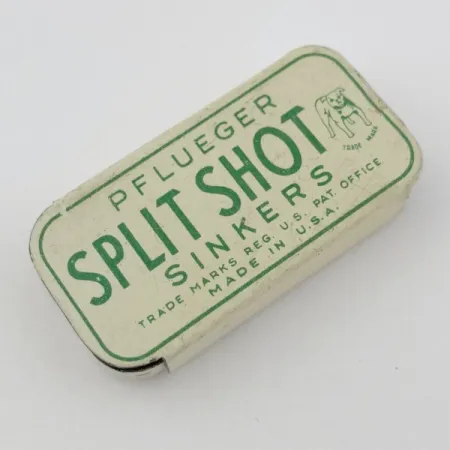 PFLUEGER
SPLIT SHOT
SINKERS
TRADE MARKS REG. U.S. PAT. OFFICE
MADE IN U.S.A.
TRADE MARK